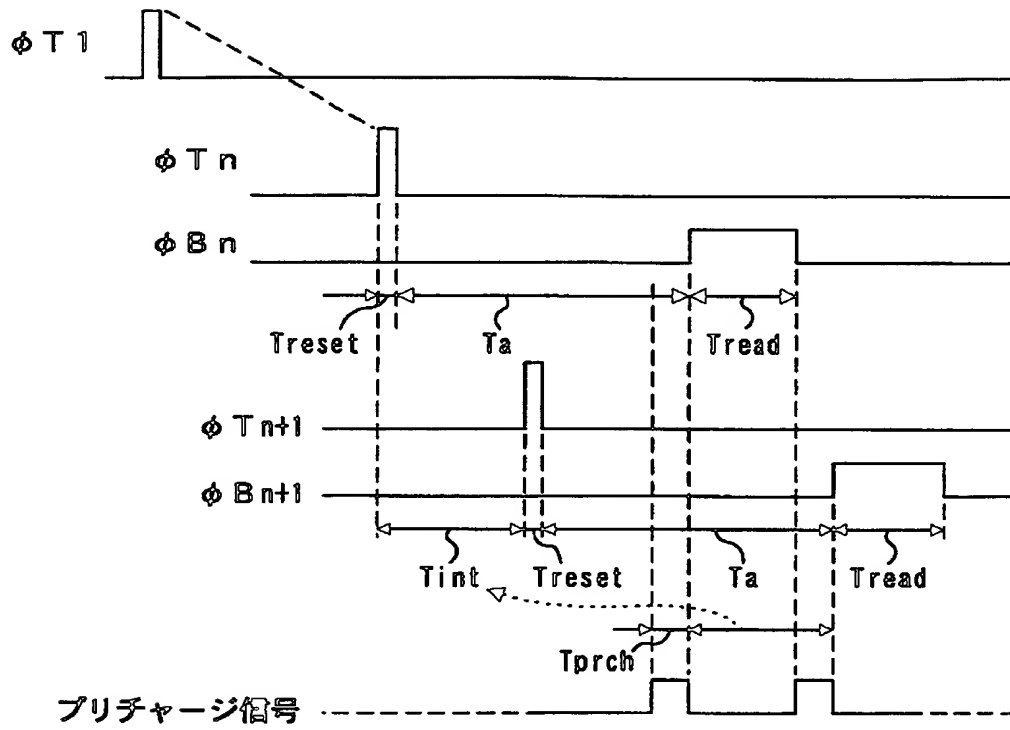 φT1
φTn
φBn
Treset Ta Tread
φTn+1
φBn+1
Tint Treset Ta Tread
Tprch
プリチャージ信号